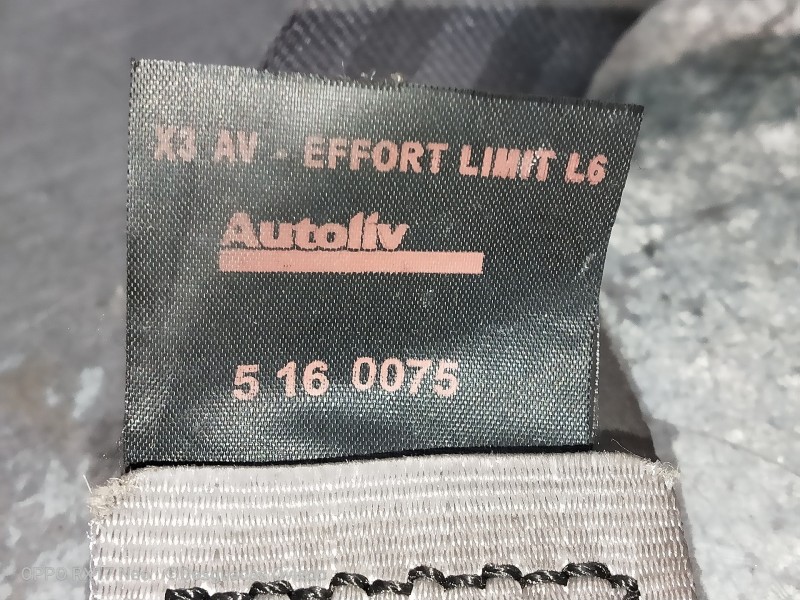 X3 AV - EFFORT LIMIT L6
Autoliv
5 16 0075